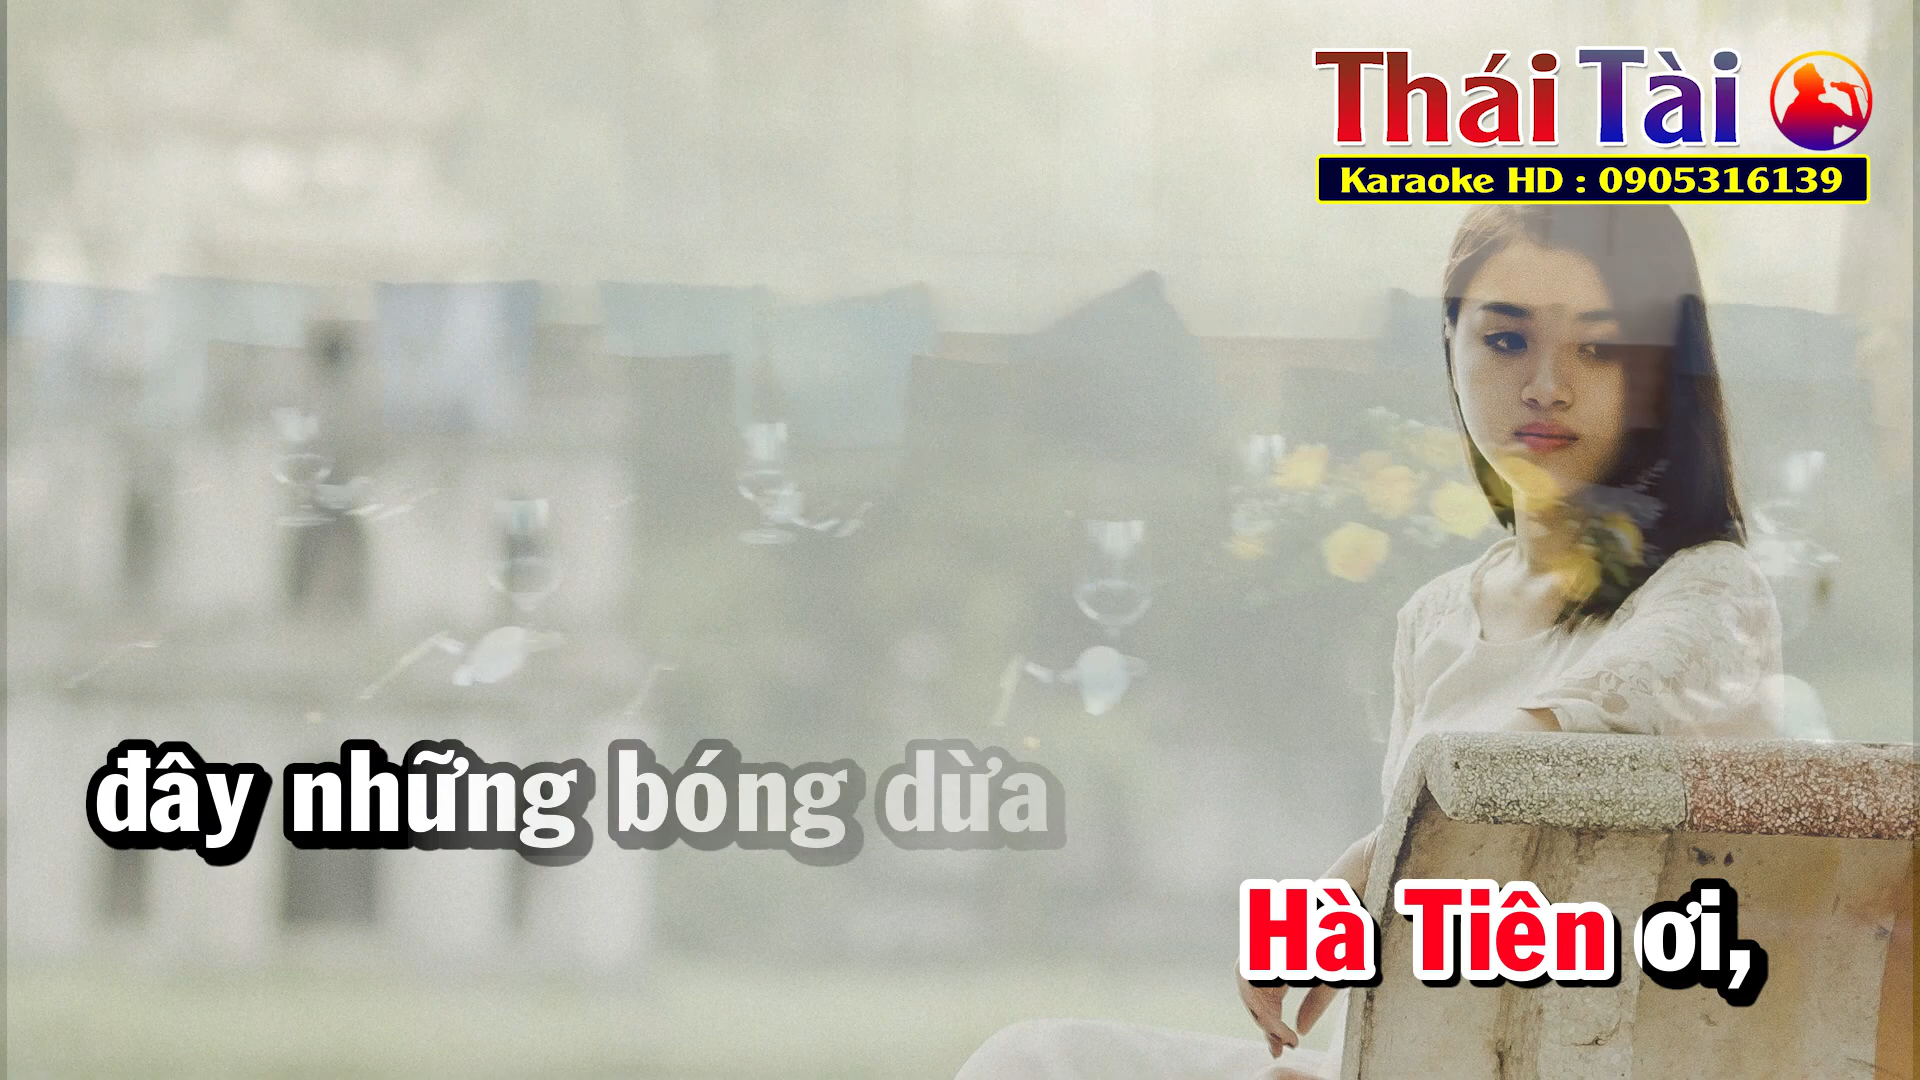 Thái Tài
Karaoke HD : 0905316139
đây những bóng dừa
Hà Tiên ơi,